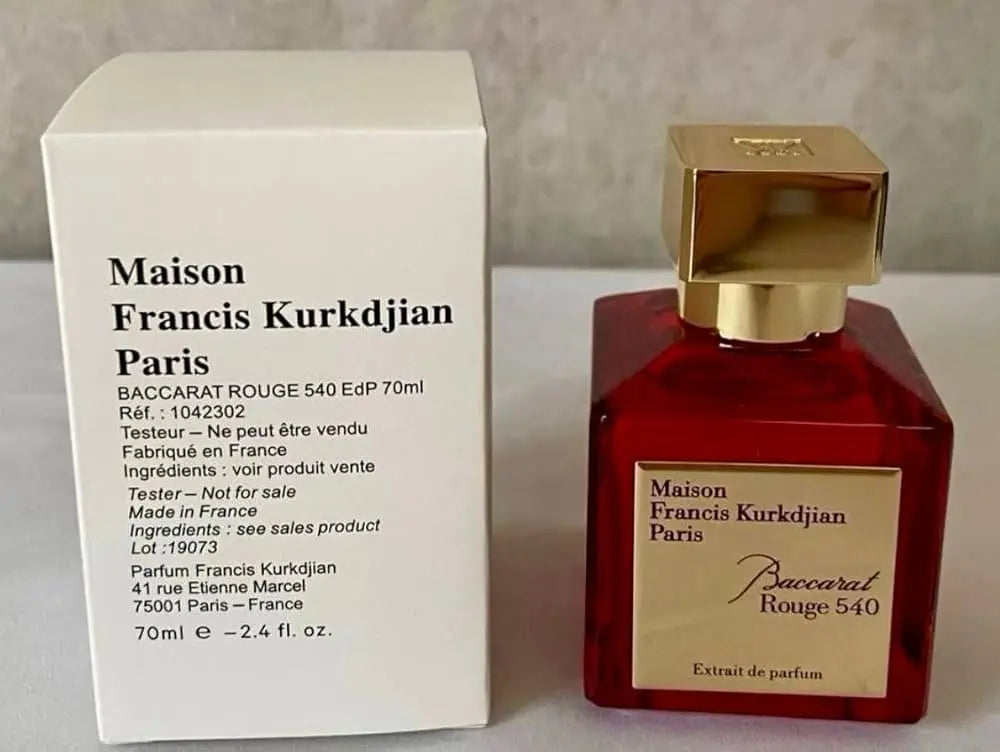 Maison
Francis Kurkdjian
Paris
BACCARAT ROUGE 540 EdP 70ml
Réf. : 1042302
Testeur – Ne peut être vendu
Fabriqué en France
Ingrédients : voir produit vente
Tester – Not for sale
Made in France
Ingredients : see sales product
Lot :19073
Parfum Francis Kurkdjian
41 rue Etienne Marcel
75001 Paris – France
70ml e –2.4 fl. oz.
Maison
Francis Kurkdjian
Paris
Baccarat
Rouge 540
Extrait de parfum